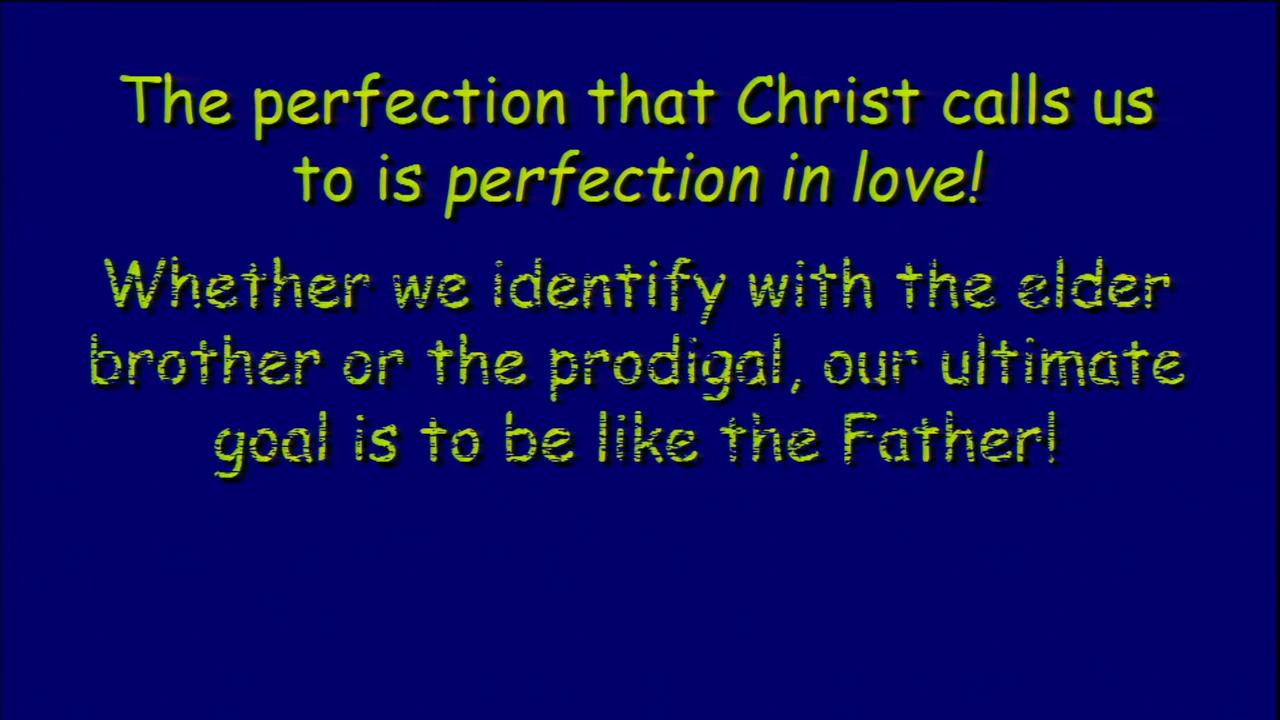 The perfection that Christ calls us
to is perfection in love!
Whether we identify with the elder
brother or the prodigal, our ultimate
goal is to be like the Father!